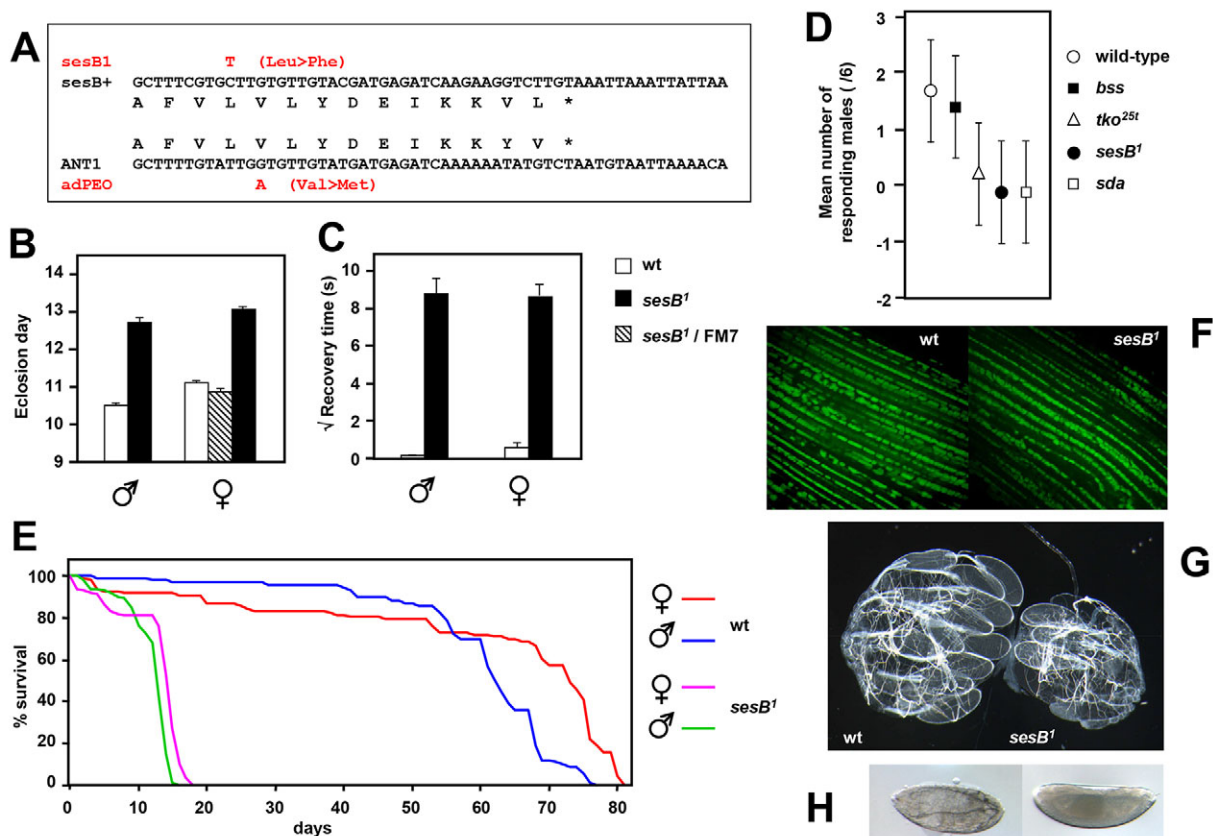 A
sesB1 T (Leu>Phe)
sesB+ GCTTTCGTGCTTGTGTTGTACGATGAGATCAAGAAGGTCTTGTAAATTAAATTATTAA
A F V L V L Y D E I K K V L *
A F V L V L Y D E I K K Y V *
ANT1 GCTTTTGTATTGGTGTTGTATGATGAGATCAAAAAATATGTCTAATGTAATTAAAACA
adPEO A (Val>Met)
B
Eclosion day
14
13
12
11
10
9
♂ ♀
C
√ Recovery time (s)
10
8
6
4
2
0
♂ ♀
wt
sesB1
sesB1 / FM7
D
Mean number of
responding males ( /6)
3
2
1
0
-1
-2
wild-type
bss
tko25t
sesB1
sda
E
% survival
100
80
60
40
20
0
0 10 20 30 40 50 60 70 80
days
♀
♂ wt
♀
♂ sesB1
F
wt sesB1
G
wt sesB1
H